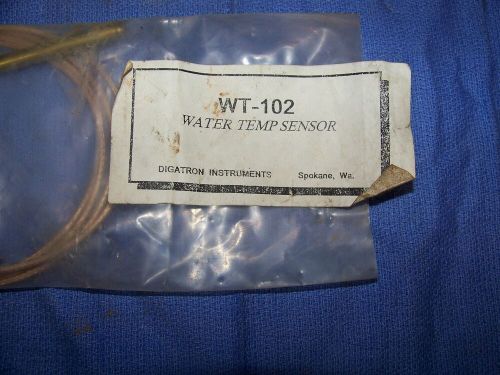 WT-102
WATER TEMP SENSOR
DIGATRON INSTRUMENTS Spokane, Wa.